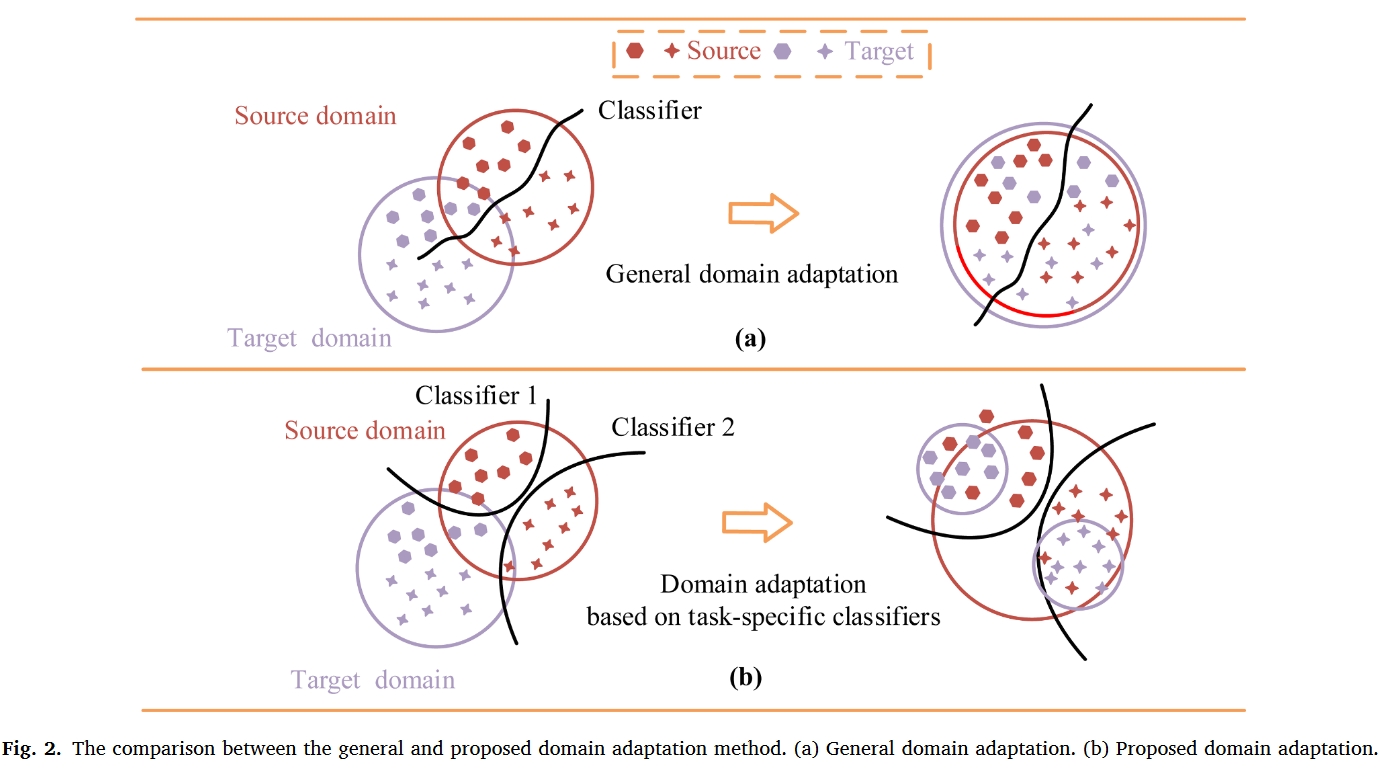 Source Target
Source domain
Classifier
General domain adaptation
Target domain
(a)
Classifier 1
Source domain
Classifier 2
Domain adaptation
based on task-specific classifiers
Target domain
(b)
Fig. 2. The comparison between the general and proposed domain adaptation method. (a) General domain adaptation. (b) Proposed domain adaptation.